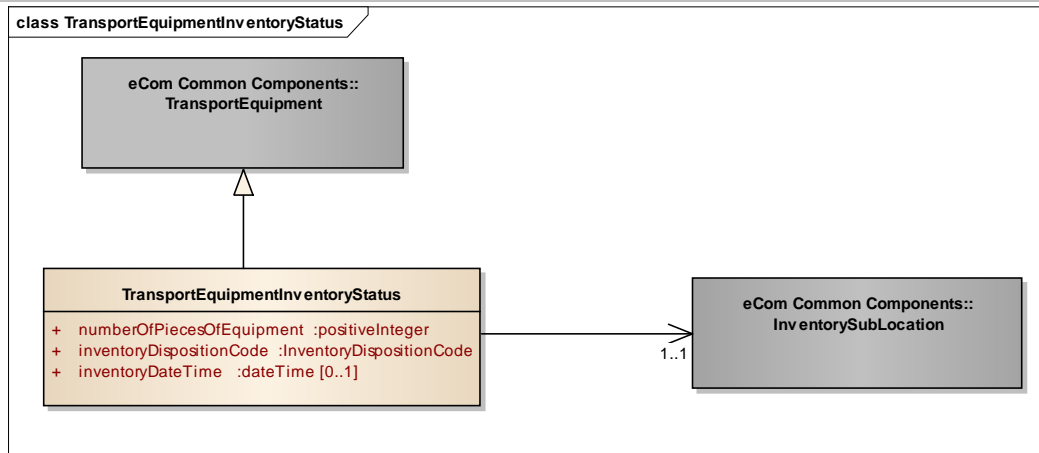 class TransportEquipmentInventoryStatus
eCom Common Components::
TransportEquipment
TransportEquipmentInventoryStatus
+ numberOfPiecesOfEquipment :positiveInteger
+ inventoryDispositionCode :InventoryDispositionCode
+ inventoryDateTime :dateTime [0..1]
eCom Common Components::
InventorySubLocation
1..1